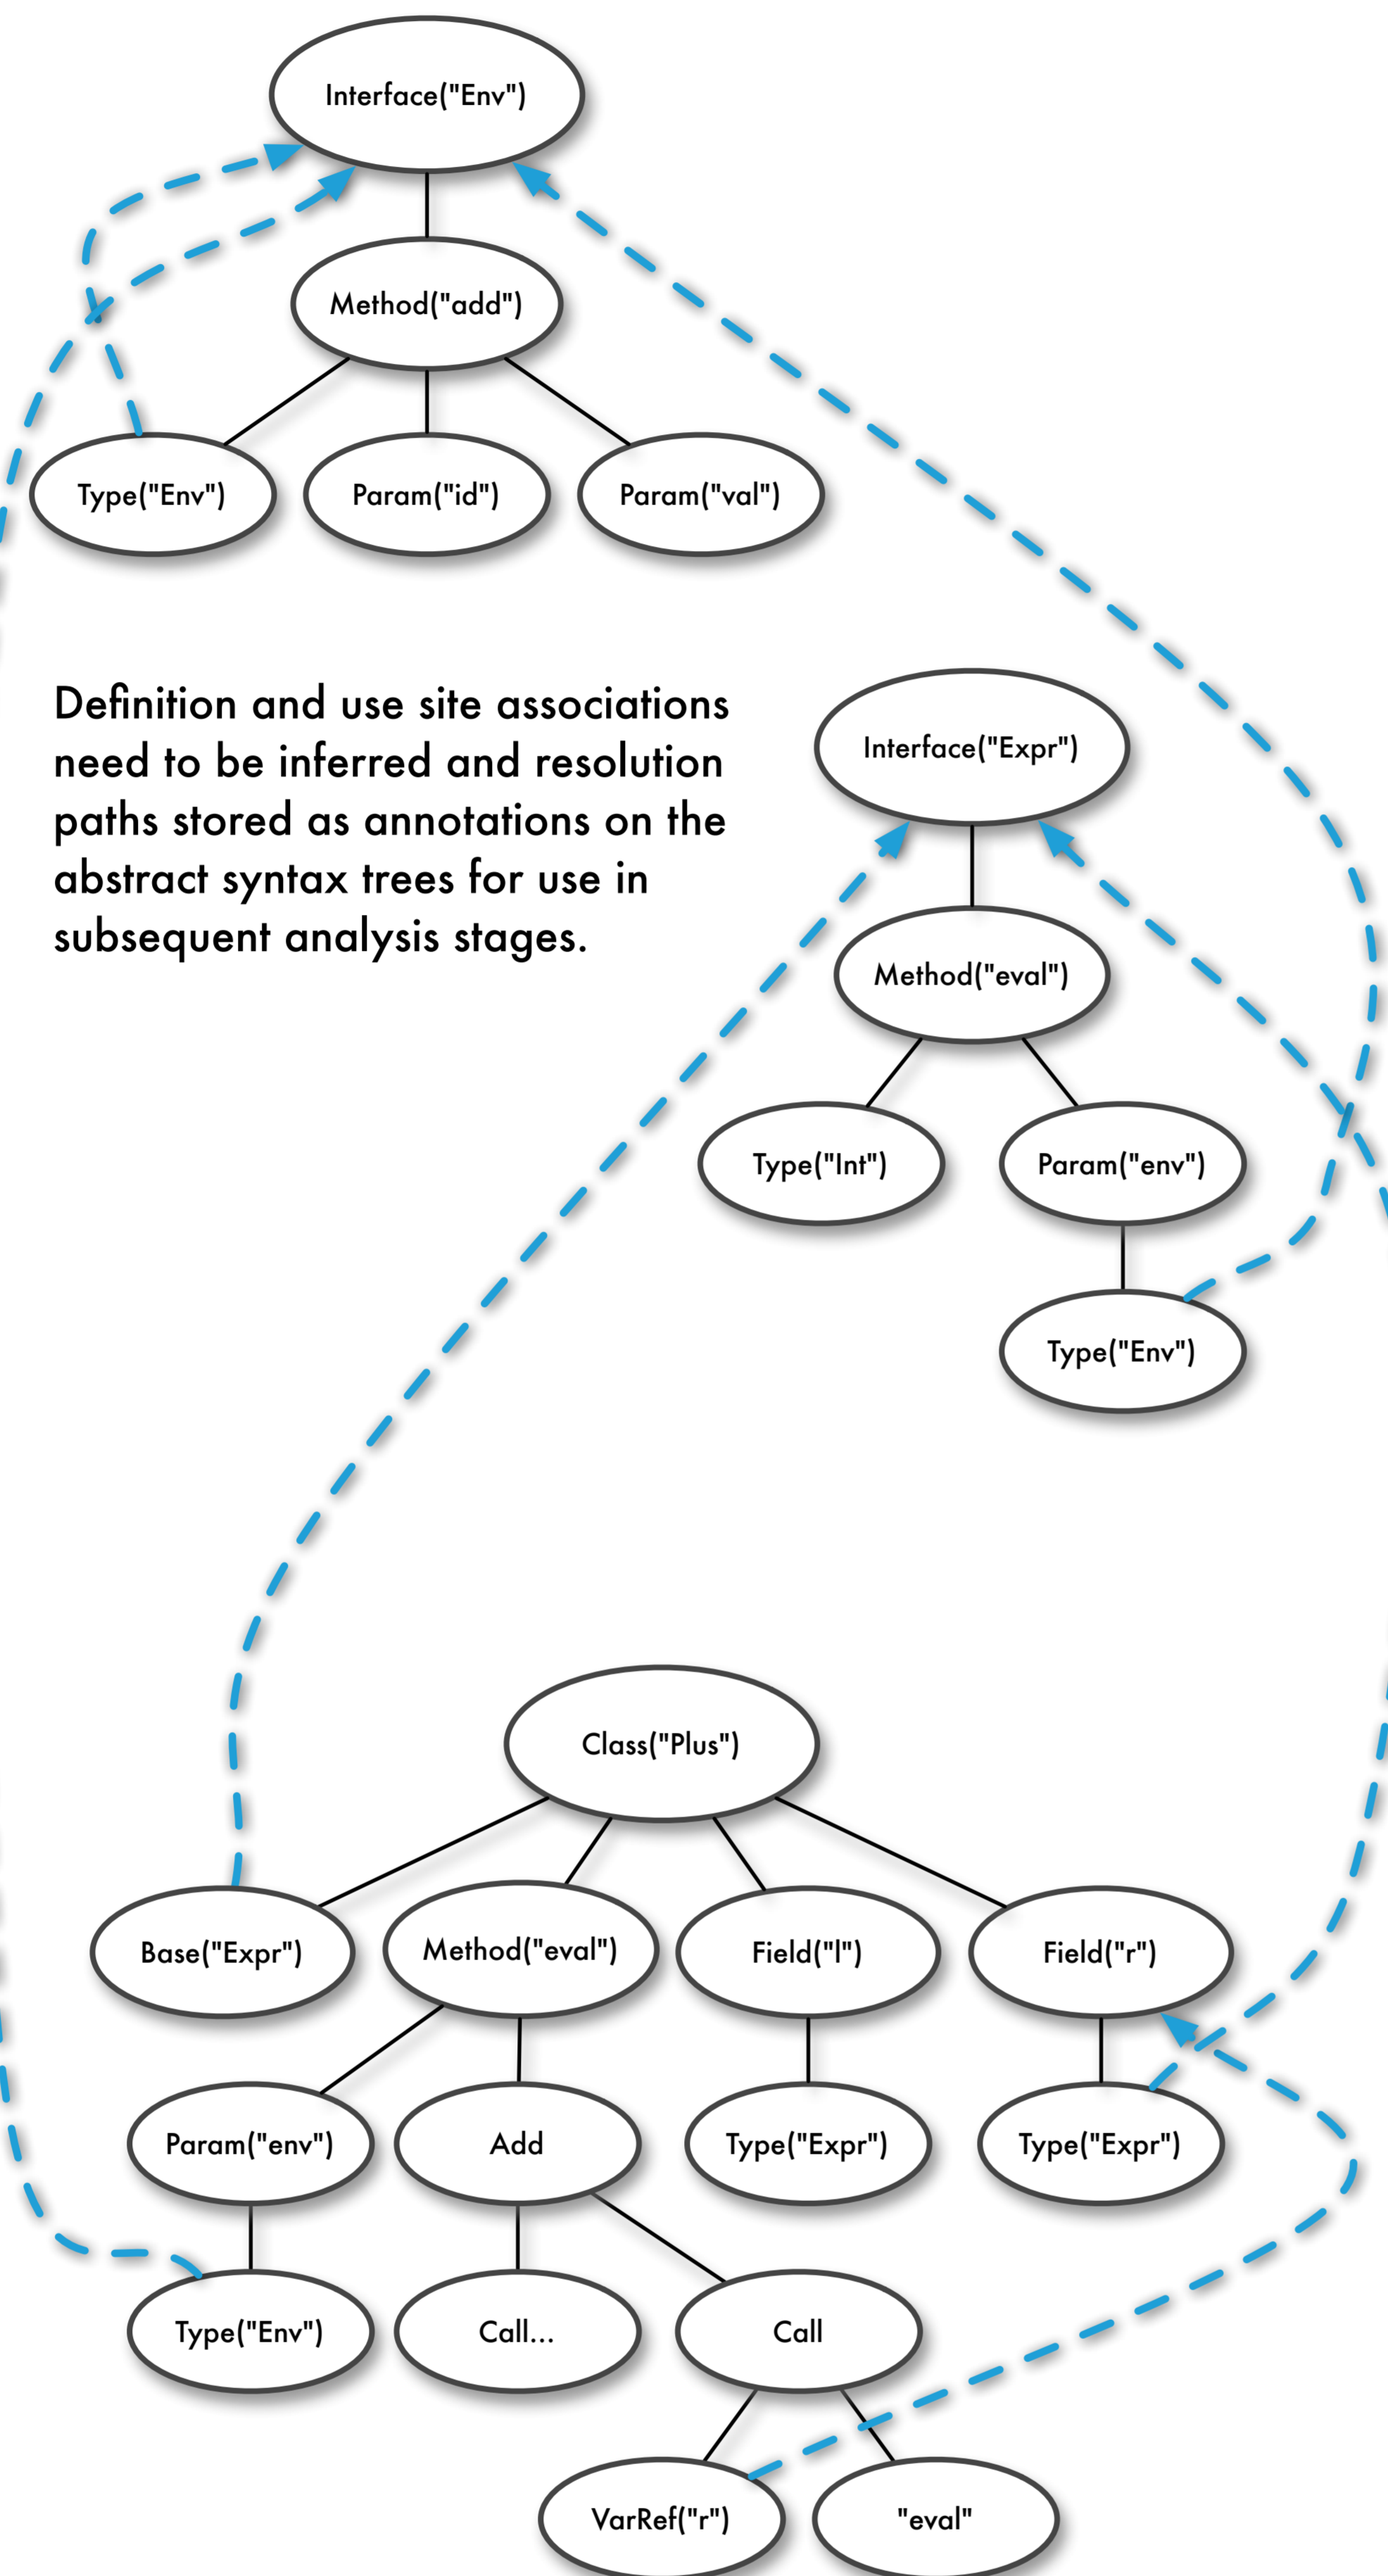 Interface("Env")
Method("add")
Type("Env")
Param("id")
Param("val")
Definition and use site associations
need to be inferred and resolution
paths stored as annotations on the
abstract syntax trees for use in
subsequent analysis stages.
Interface("Expr")
Method("eval")
Type("Int")
Param("env")
Type("Env")
Class("Plus")
Base("Expr")
Method("eval")
Field("l")
Field("r")
Param("env")
Add
Type("Expr")
Type("Expr")
Type("Env")
Call...
Call
VarRef("r")
"eval"